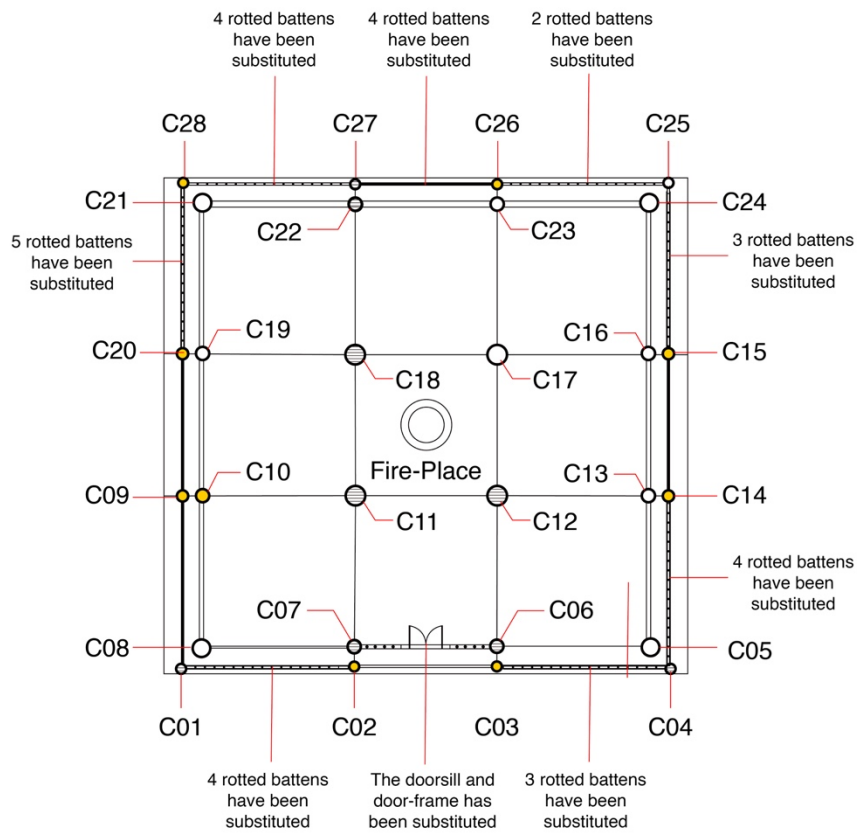 4 rotted battens
have been
substituted
4 rotted battens
have been
substituted
2 rotted battens
have been
substituted
C28
C27
C26
C25
C21
C24
C22
C23
5 rotted battens
have been
substituted
3 rotted battens
have been
substituted
C19
C16
C20
C15
C18
C17
Fire-Place
C10
C13
C09
C14
C11
C12
4 rotted battens
have been
substituted
C07
C06
C08
C05
C01
C02
C03
C04
4 rotted battens
have been
substituted
The doorsill and
door-frame has
been substituted
3 rotted battens
have been
substituted